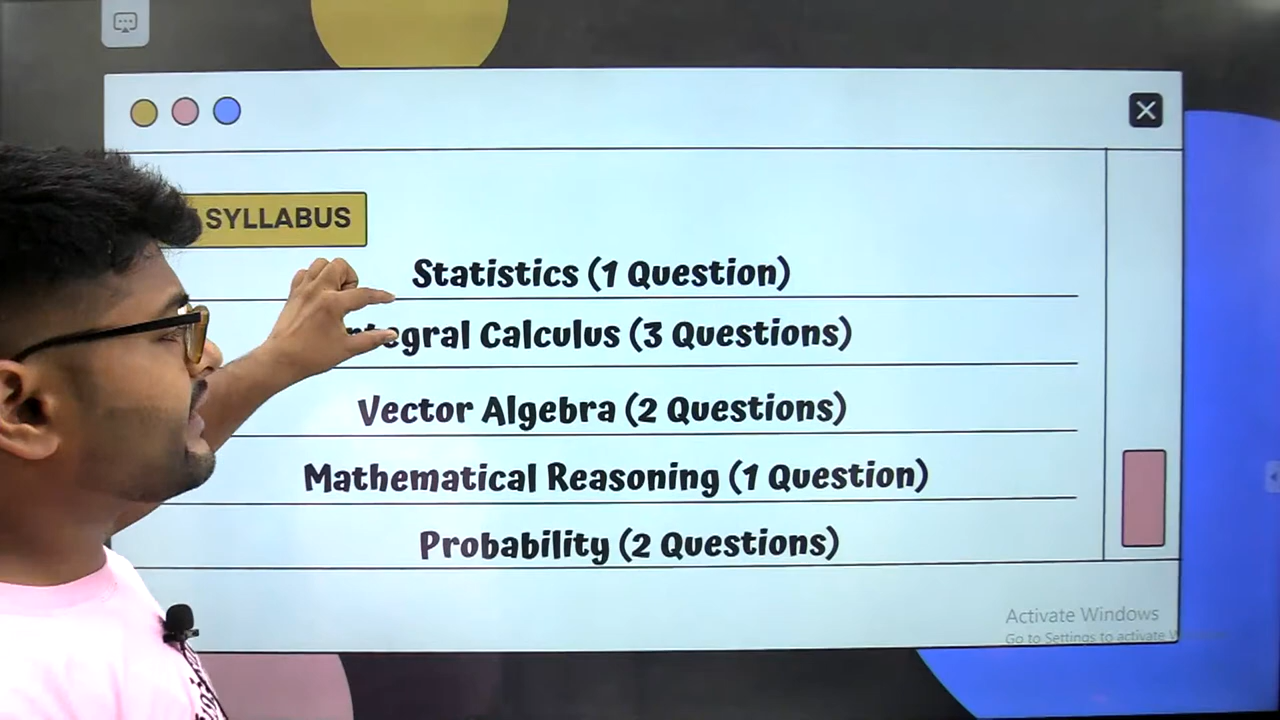 SYLLABUS
Statistics (1 Question)
Integral Calculus (3 Questions)
Vector Algebra (2 Questions)
Mathematical Reasoning (1 Question)
Probability (2 Questions)
Activate Windows
Go to Settings to activate